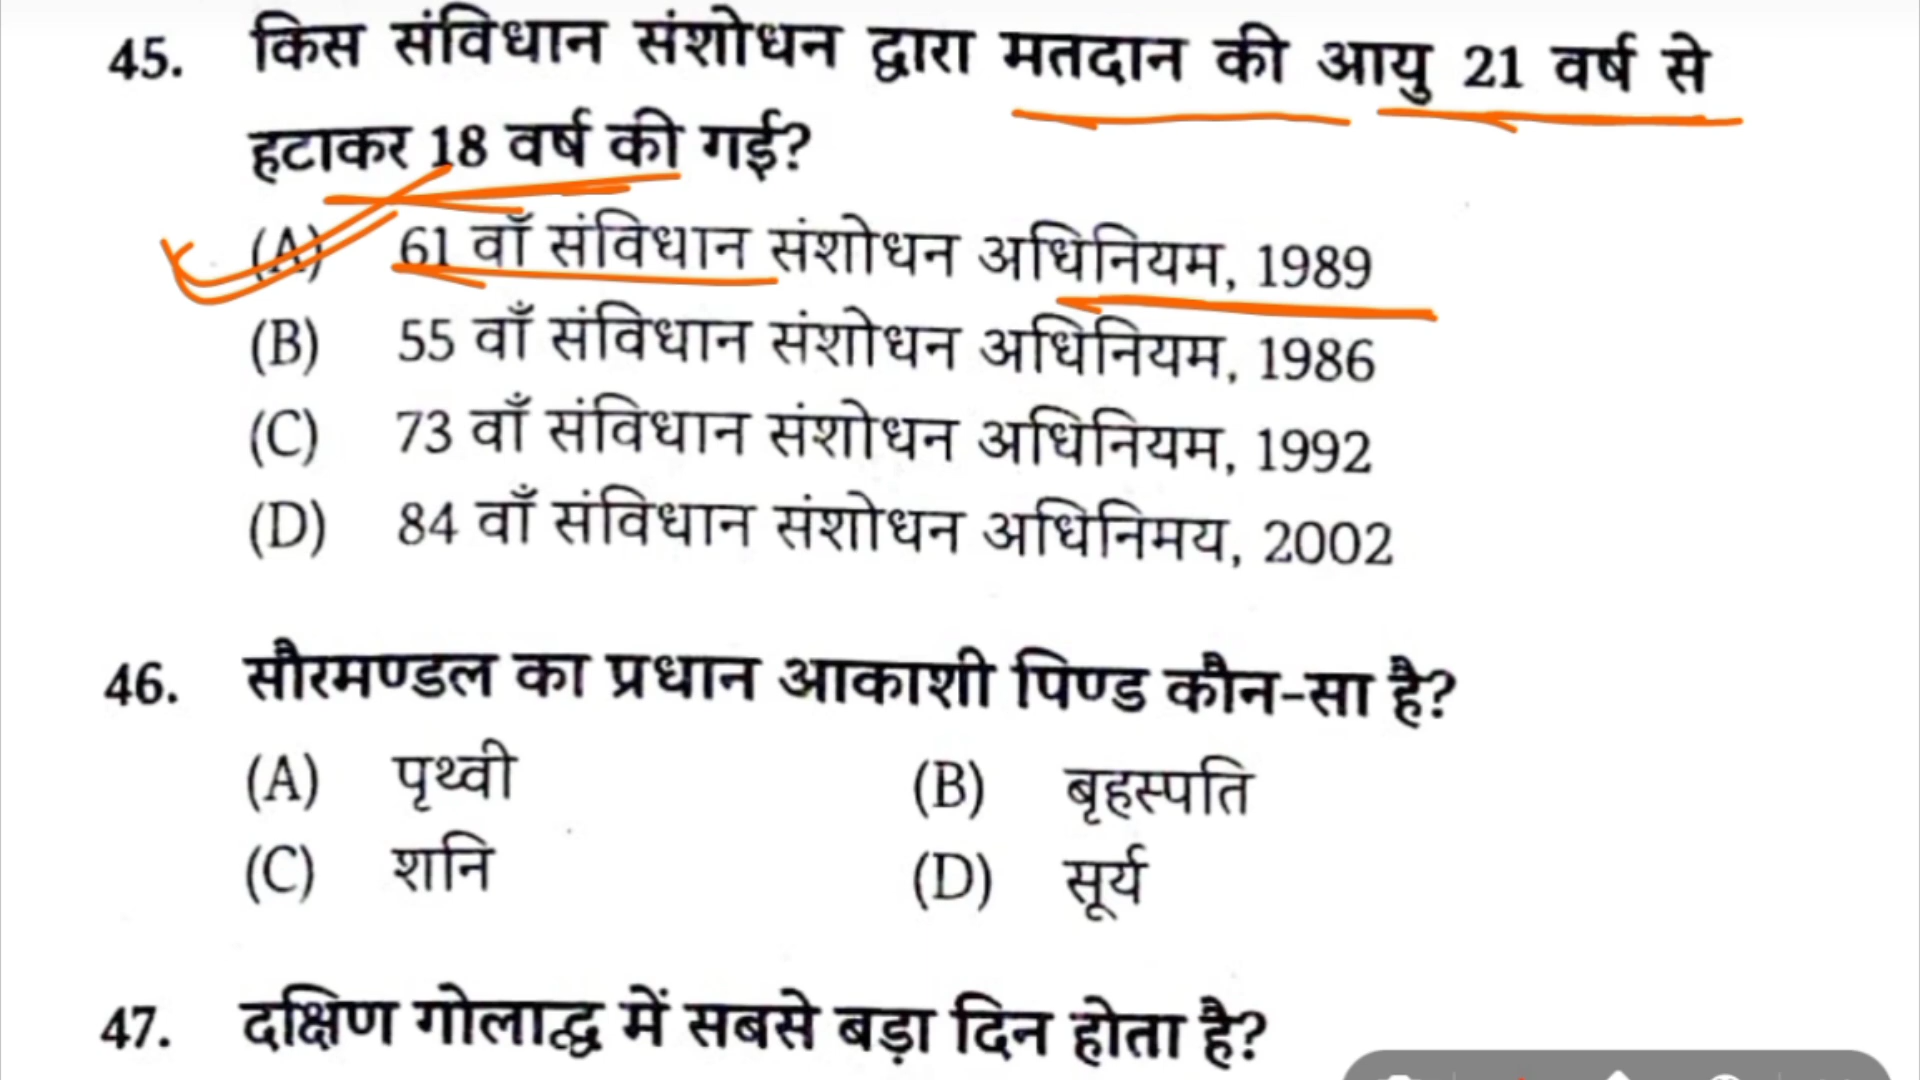 45. किस संविधान संशोधन द्वारा मतदान की आयु 21 वर्ष से
हटाकर 18 वर्ष की गई?
(A) 61 वाँ संविधान संशोधन अधिनियम, 1989
(B) 55 वाँ संविधान संशोधन अधिनियम, 1986
(C) 73 वाँ संविधान संशोधन अधिनियम, 1992
(D) 84 वाँ संविधान संशोधन अधिनिमय, 2002
46. सौरमण्डल का प्रधान आकाशी पिण्ड कौन-सा है?
(A) पृथ्वी (B) बृहस्पति
(C) शनि (D) सूर्य
47. दक्षिण गोलाद्ध में सबसे बड़ा दिन होता है?